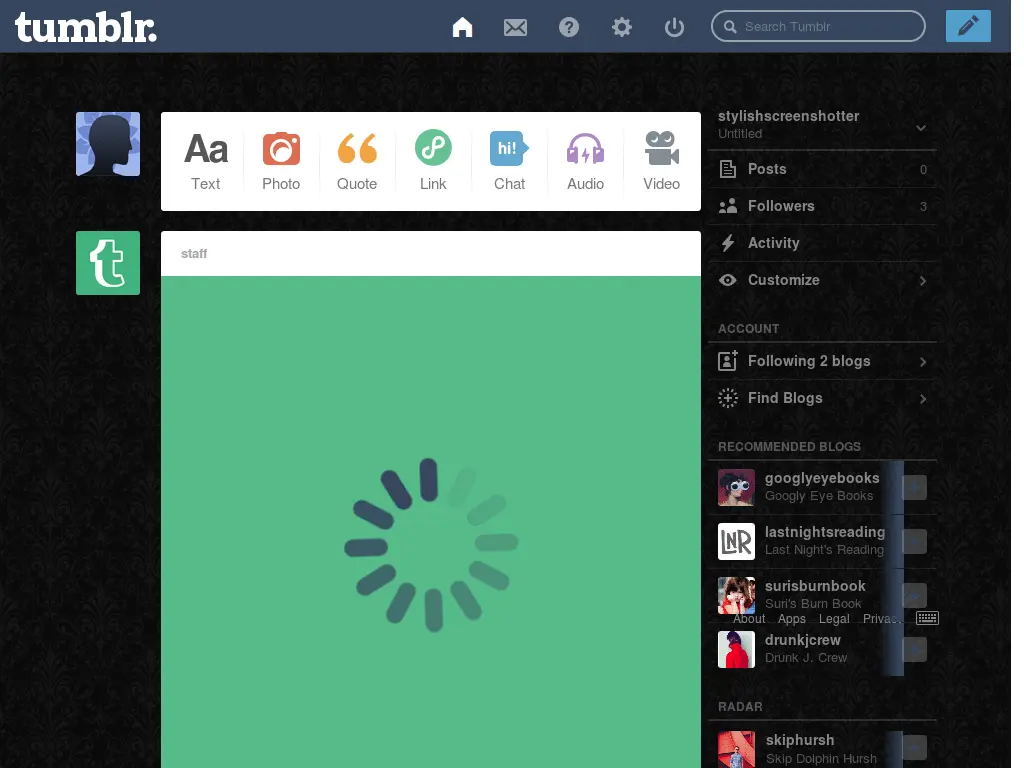 tumblr.
Search Tumblr
Aa
hi!
Text
Photo
Quote
Link
Chat
Audio
Video
staff
stylishscreenshotter
Untitled
Posts 0
Followers 3
Activity
Customize
ACCOUNT
Following 2 blogs
Find Blogs
RECOMMENDED BLOGS
googlyeyebooks
Googly Eye Books
lastnightsreading
LNR
Last Night's Reading
surisburnbook
Suri's Burn Book
About Apps Legal
drunkjcrew
Drunk J. Crew
RADAR
skiphursh
Skip Dolphin Hursh